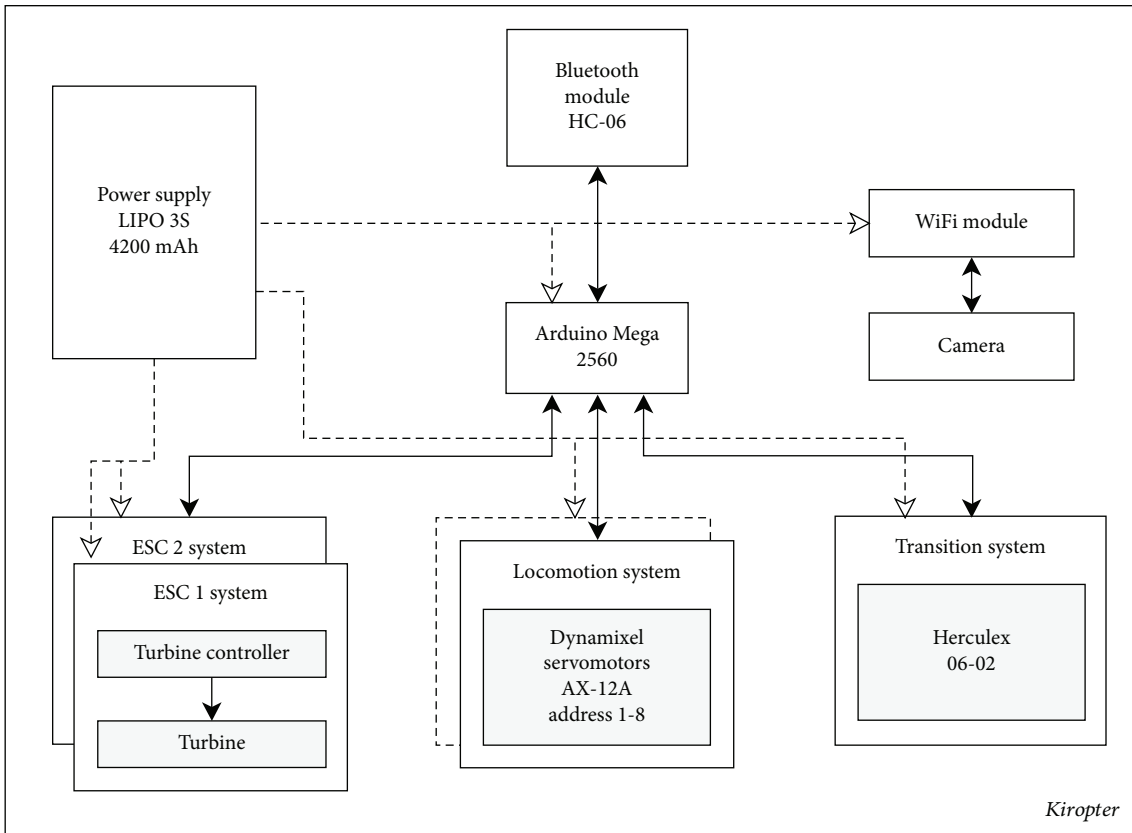 Bluetooth
module
HC-06
Power supply
LIPO 3S
4200 mAh
WiFi module
Arduino Mega
2560
Camera
ESC 2 system
ESC 1 system
Turbine controller
Turbine
Locomotion system
Dynamixel
servomotors
AX-12A
address 1-8
Transition system
Herculex
06-02
Kiropter